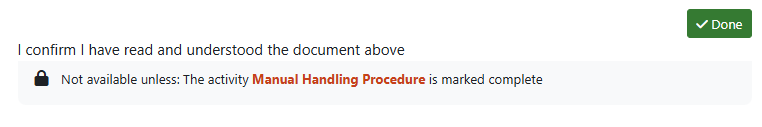 Done
I confirm I have read and understood the document above
Not available unless: The activity Manual Handling Procedure is marked complete